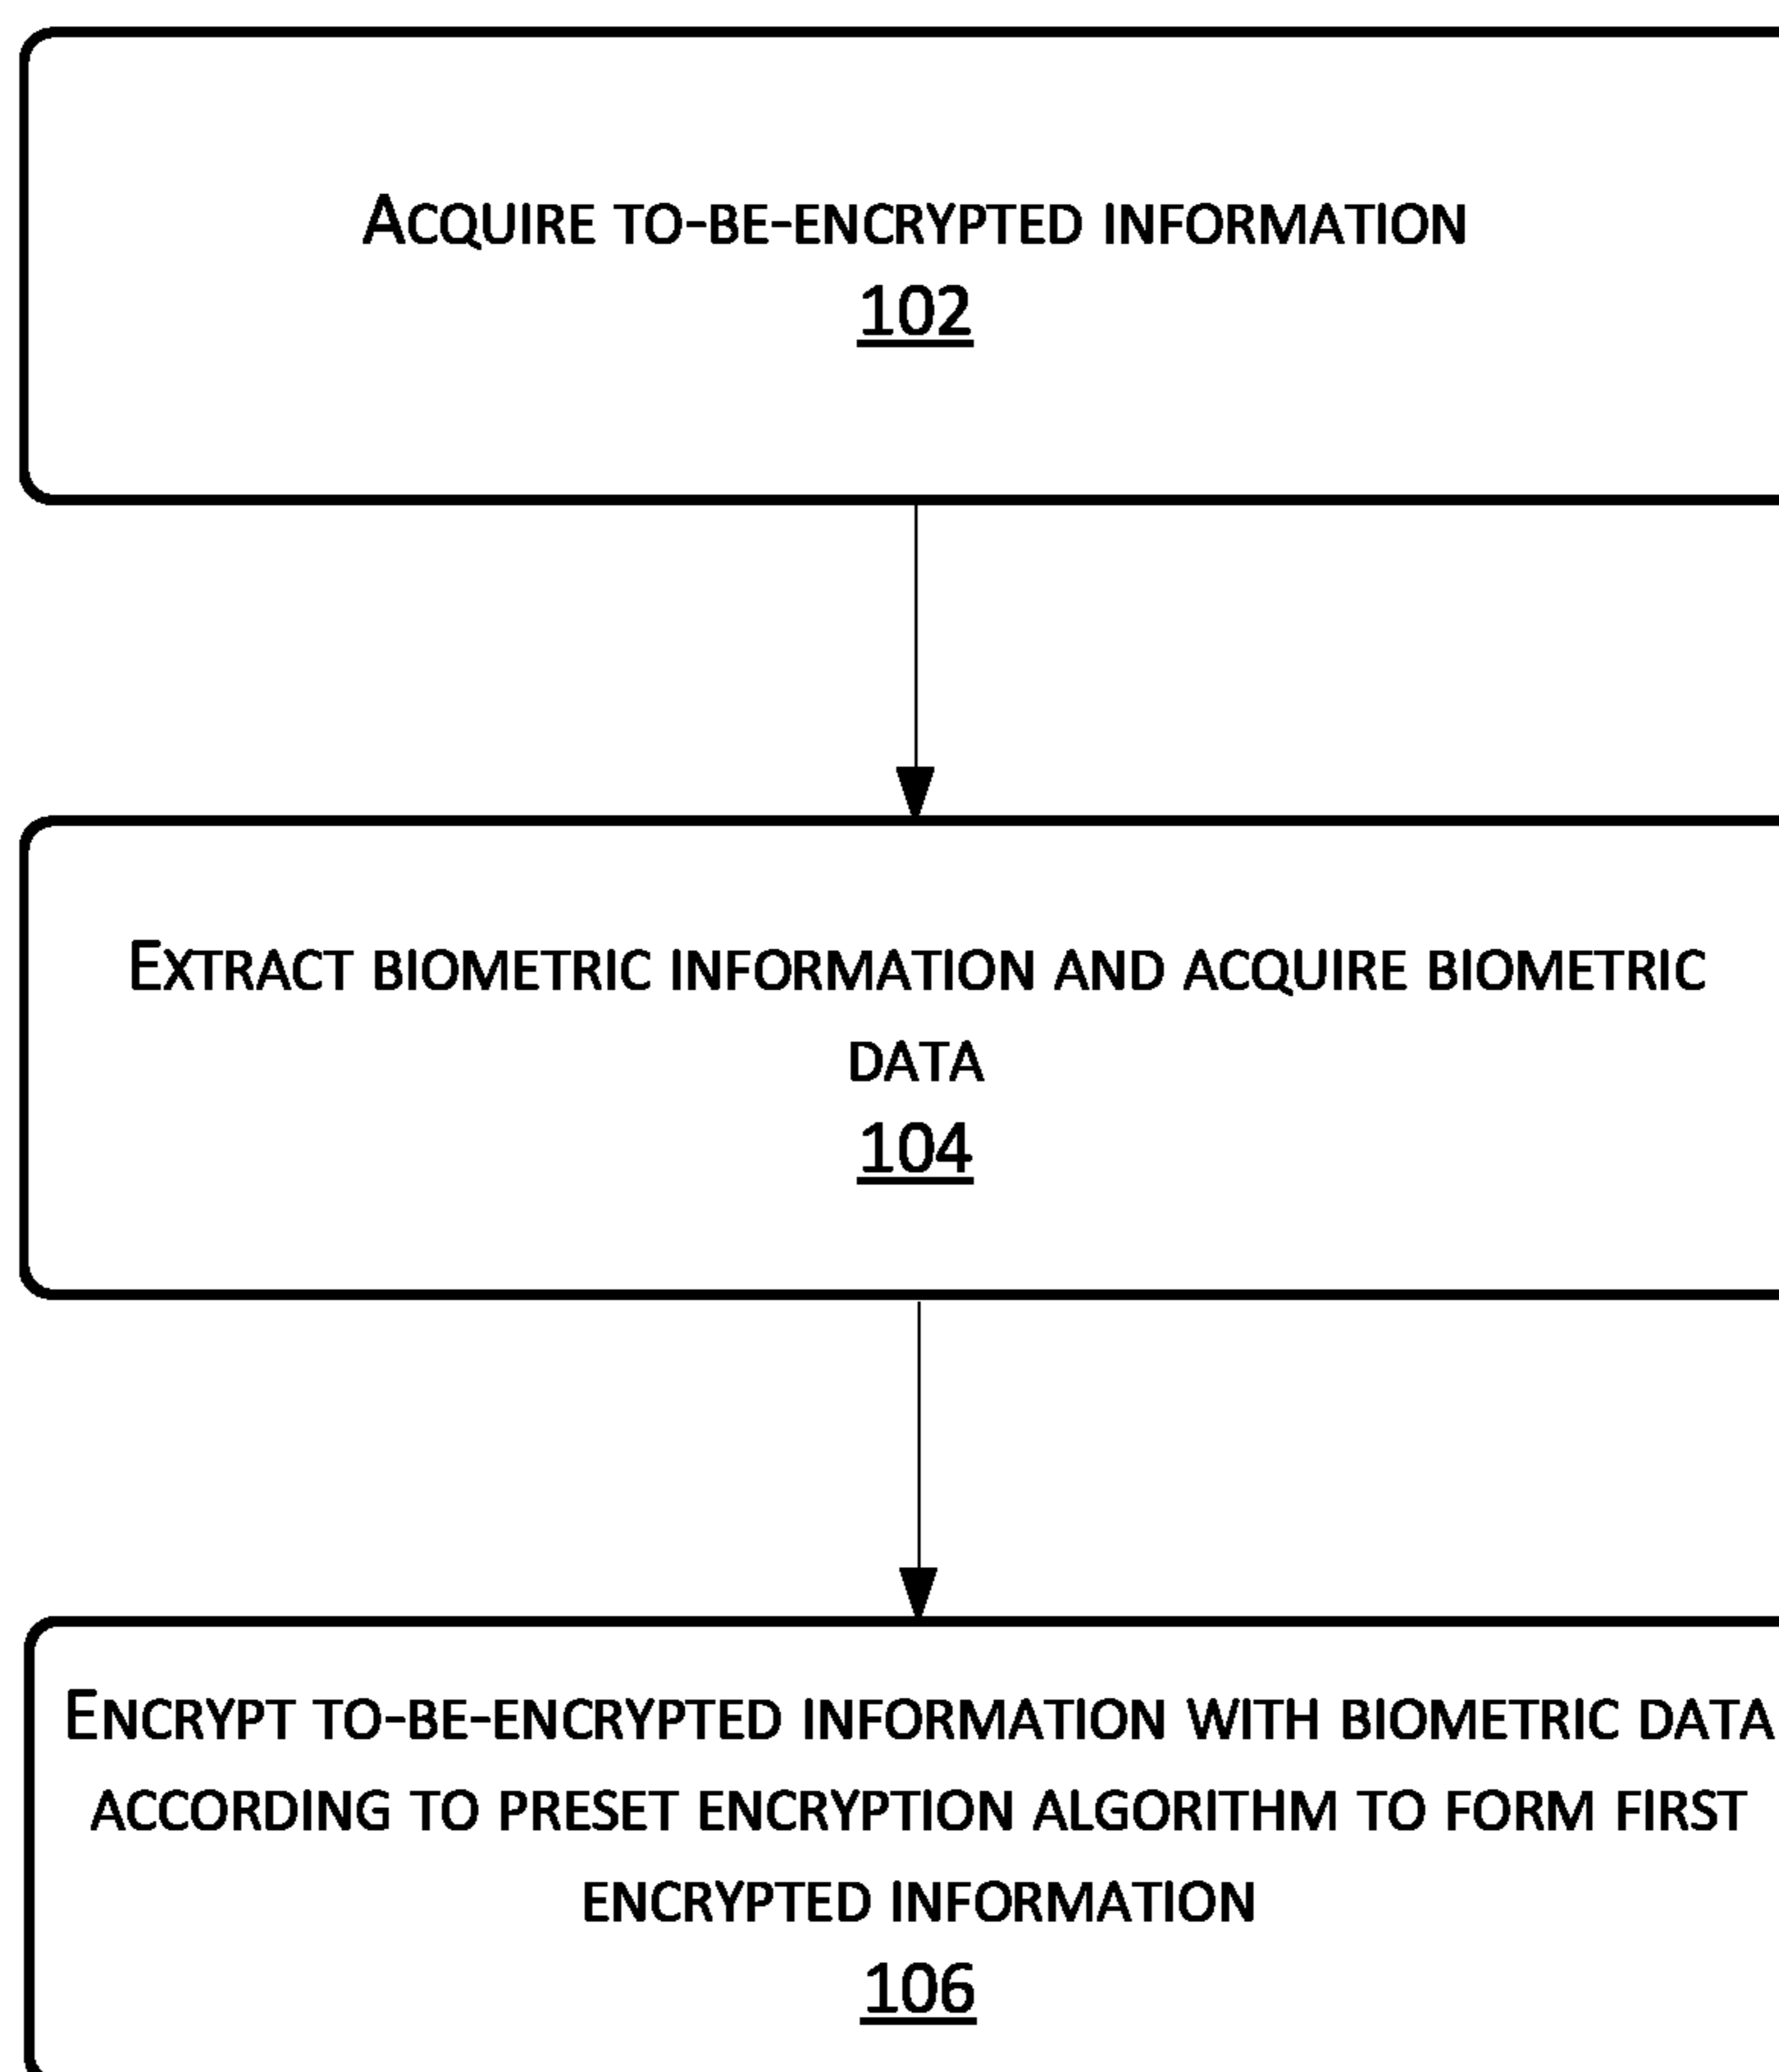 ACQUIRE TO-BE-ENCRYPTED INFORMATION
102
EXTRACT BIOMETRIC INFORMATION AND ACQUIRE BIOMETRIC
DATA
104
ENCRYPT TO-BE-ENCRYPTED INFORMATION WITH BIOMETRIC DATA
ACCORDING TO PRESET ENCRYPTION ALGORITHM TO FORM FIRST
ENCRYPTED INFORMATION
106